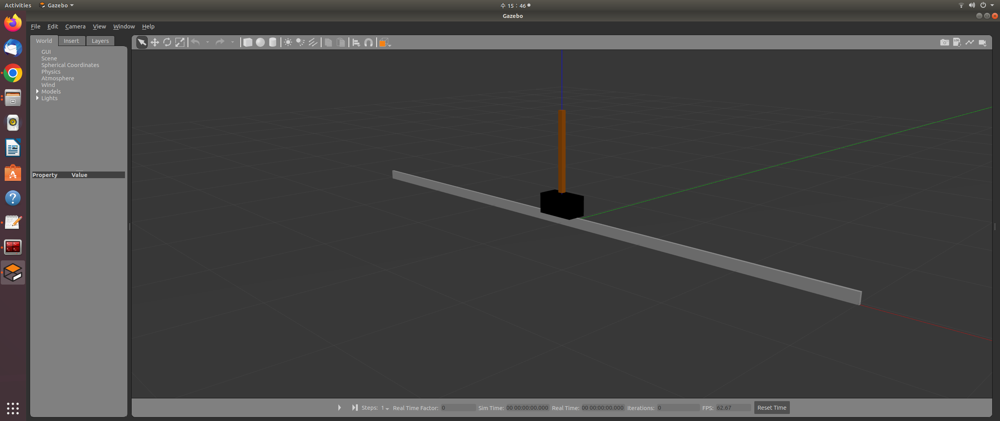 Activities Gazebo 수 15 : 46
Gazebo
File Edit Camera View Window Help
World Insert Layers
GUI
Scene
Spherical Coordinates
Physics
Atmosphere
Wind
Models
Lights
Property Value
Steps: 1 Real Time Factor: 0 Sim Time: 00 00:00:00.000 Real Time: 00 00:00:00.000 Iterations: 0 FPS: 62.67 Reset Time
LOG